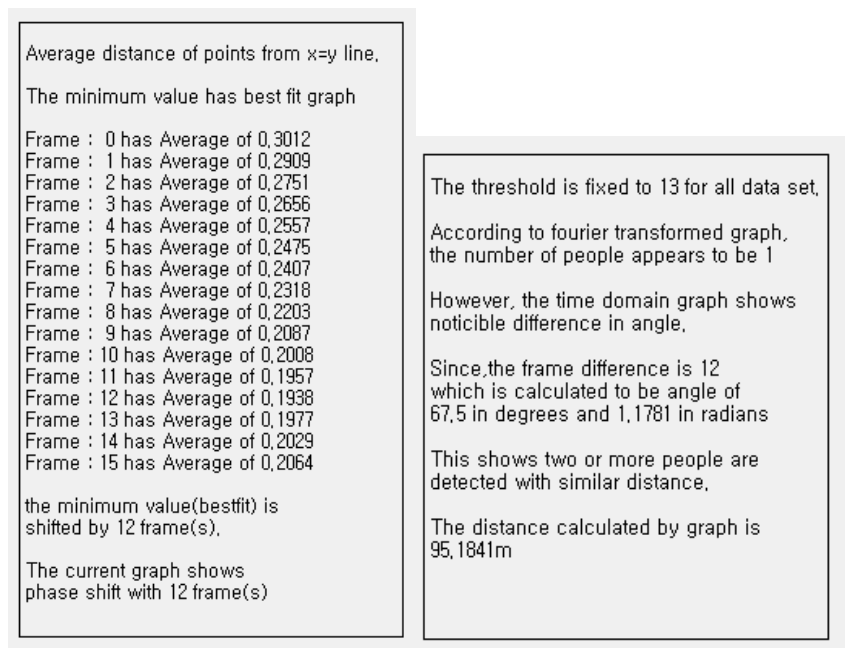 Average distance of points from x=y line,
The minimum value has best fit graph
Frame : 0 has Average of 0,3012
Frame : 1 has Average of 0,2909
Frame : 2 has Average of 0,2751
Frame : 3 has Average of 0,2656
Frame : 4 has Average of 0,2557
Frame : 5 has Average of 0,2475
Frame : 6 has Average of 0,2407
Frame : 7 has Average of 0,2318
Frame : 8 has Average of 0,2203
Frame : 9 has Average of 0,2087
Frame : 10 has Average of 0,2008
Frame : 11 has Average of 0,1957
Frame : 12 has Average of 0,1938
Frame : 13 has Average of 0,1977
Frame : 14 has Average of 0,2029
Frame : 15 has Average of 0,2064
the minimum value(bestfit) is
shifted by 12 frame(s),
The current graph shows
phase shift with 12 frame(s)
The threshold is fixed to 13 for all data set,
According to fourier transformed graph,
the number of people appears to be 1
However, the time domain graph shows
noticible difference in angle,
Since,the frame difference is 12
which is calculated to be angle of
67,5 in degrees and 1,1781 in radians
This shows two or more people are
detected with similar distance,
The distance calculated by graph is
95,1841m